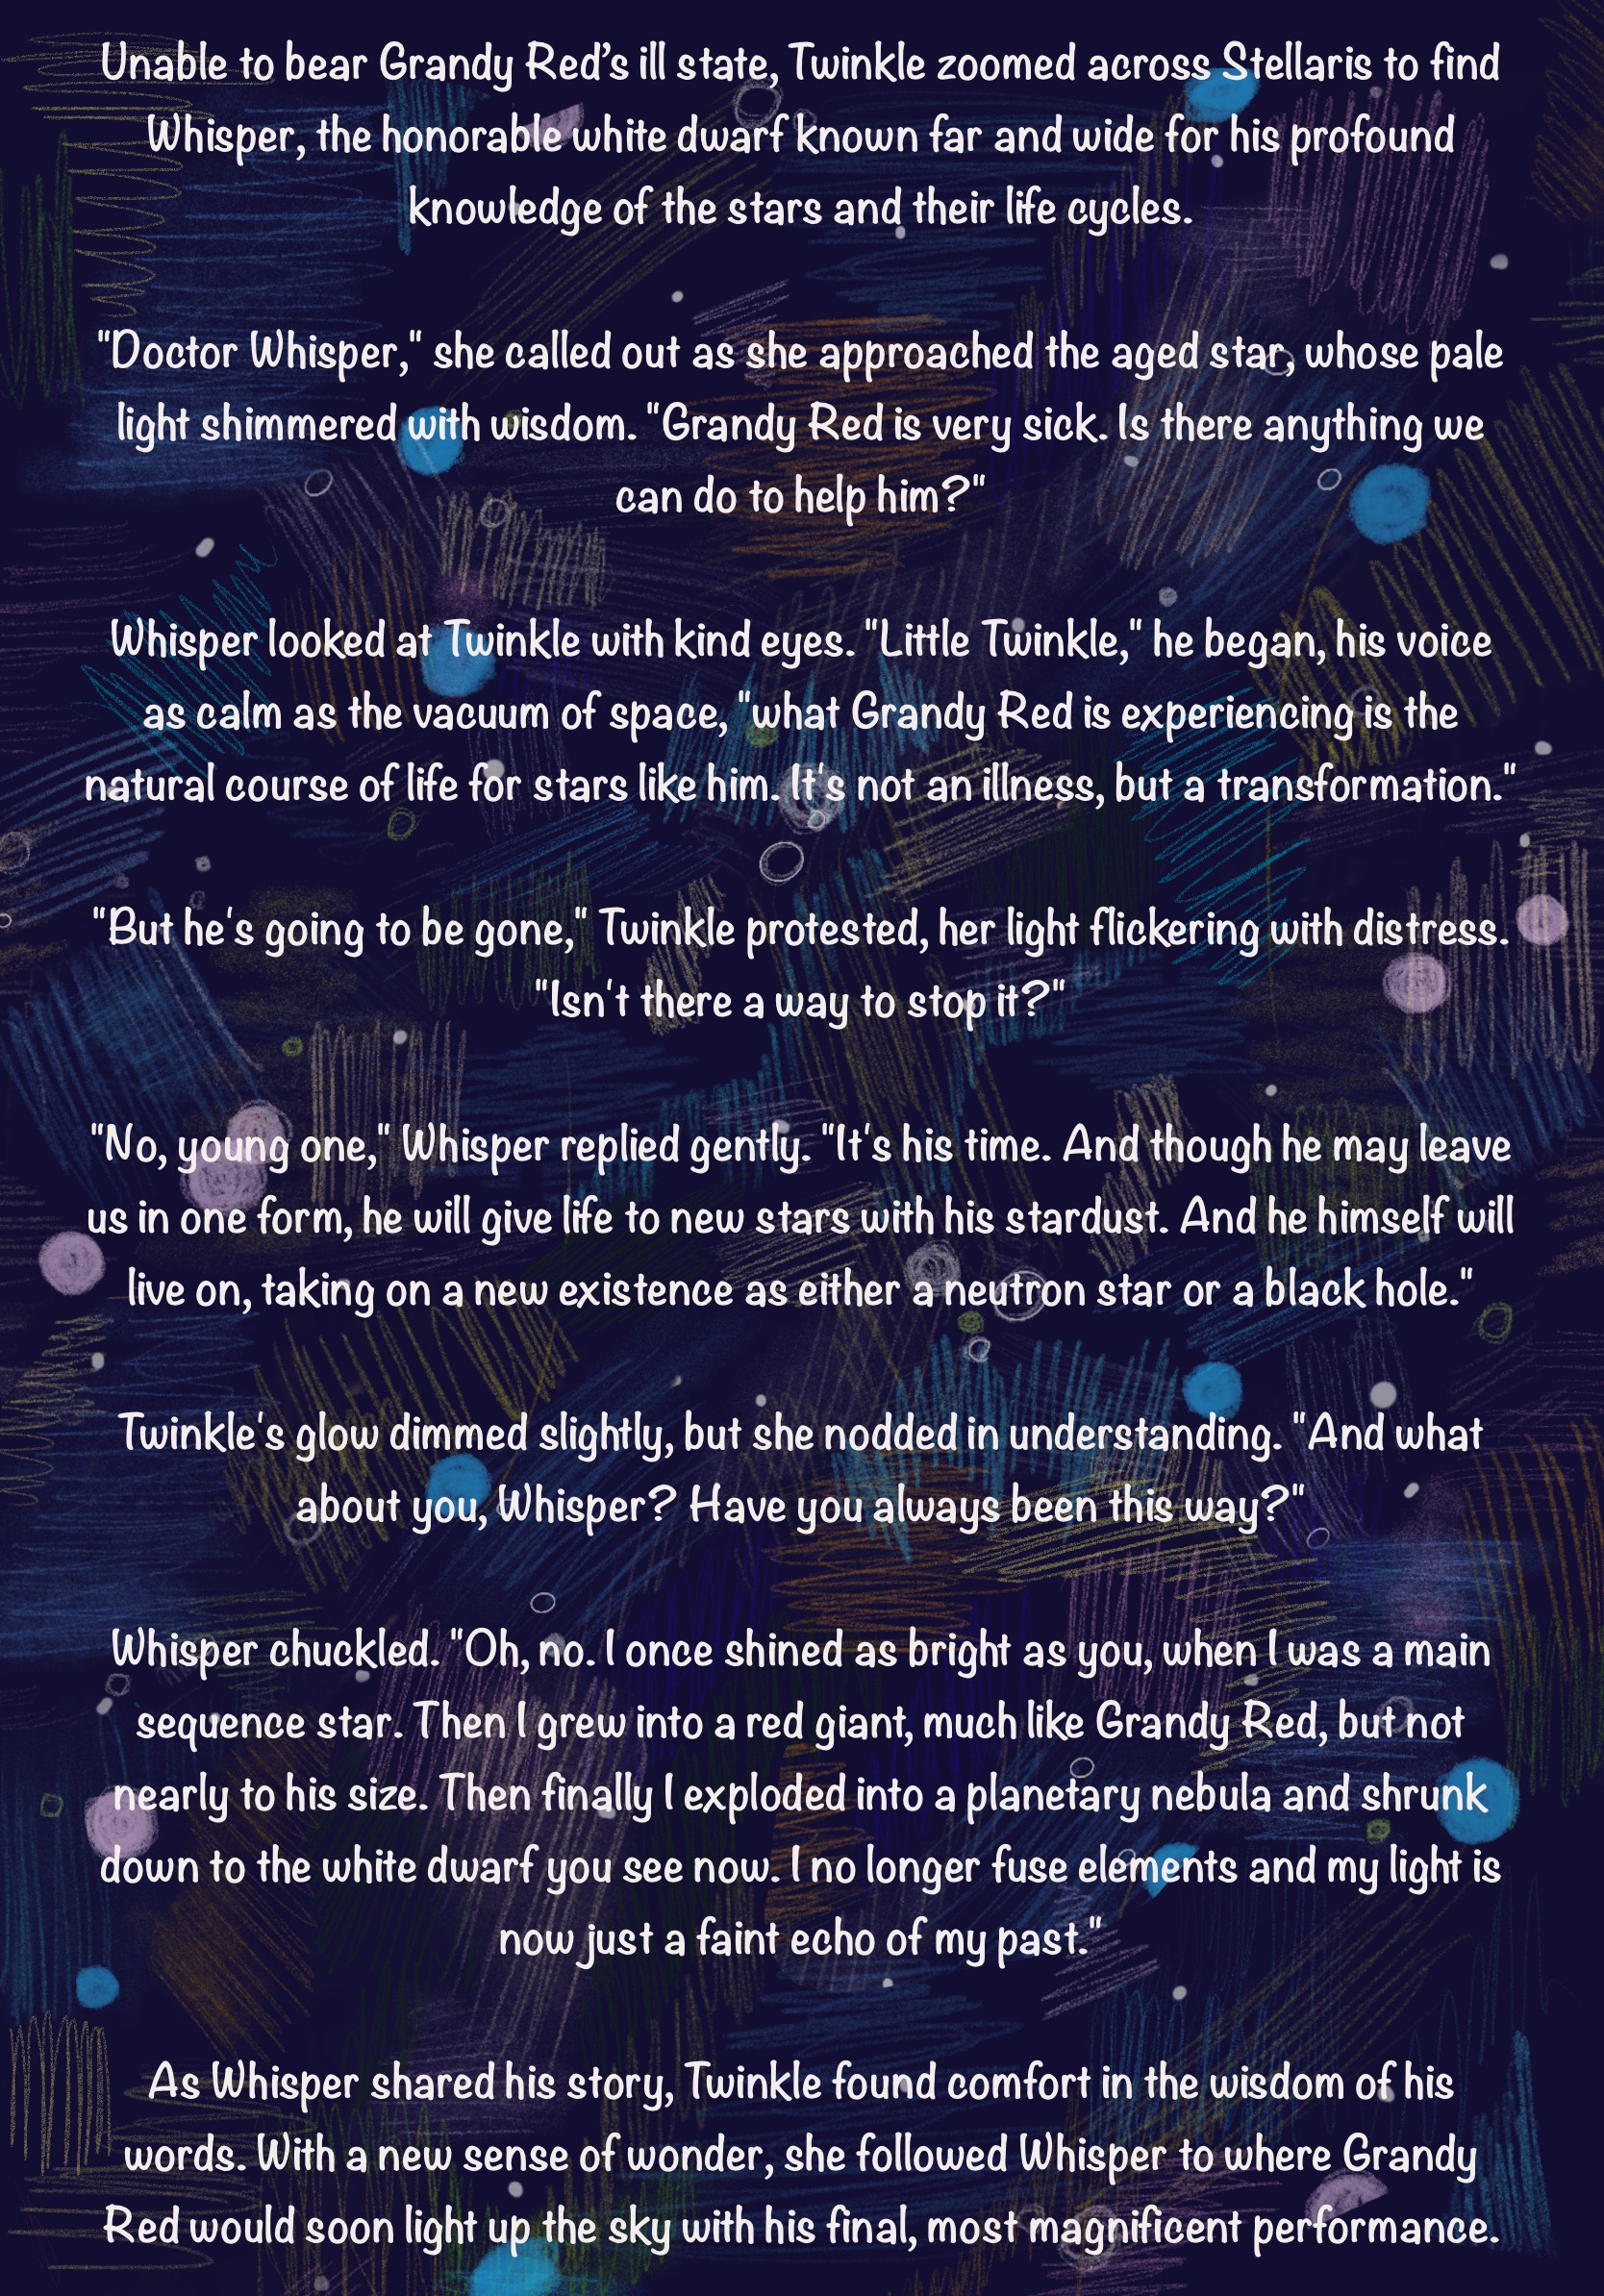 Unable to bear Grandy Red’s ill state, Twinkle zoomed across Stellaris to find
Whisper, the honorable white dwarf known far and wide for his profound
knowledge of the stars and their life cycles.
"Doctor Whisper," she called out as she approached the aged star, whose pale
light shimmered with wisdom. "Grandy Red is very sick. Is there anything we
can do to help him?"
Whisper looked at Twinkle with kind eyes. "Little Twinkle," he began, his voice
as calm as the vacuum of space, "what Grandy Red is experiencing is the
natural course of life for stars like him. It's not an illness, but a transformation."
"But he's going to be gone," Twinkle protested, her light flickering with distress.
"Isn't there a way to stop it?"
"No, young one," Whisper replied gently. "It's his time. And though he may leave
us in one form, he will give life to new stars with his stardust. And he himself will
live on, taking on a new existence as either a neutron star or a black hole."
Twinkle's glow dimmed slightly, but she nodded in understanding. "And what
about you, Whisper? Have you always been this way?"
Whisper chuckled. "Oh, no. I once shined as bright as you, when I was a main
sequence star. Then I grew into a red giant, much like Grandy Red, but not
nearly to his size. Then finally I exploded into a planetary nebula and shrunk
down to the white dwarf you see now. I no longer fuse elements and my light is
now just a faint echo of my past."
As Whisper shared his story, Twinkle found comfort in the wisdom of his
words. With a new sense of wonder, she followed Whisper to where Grandy
Red would soon light up the sky with his final, most magnificent performance.